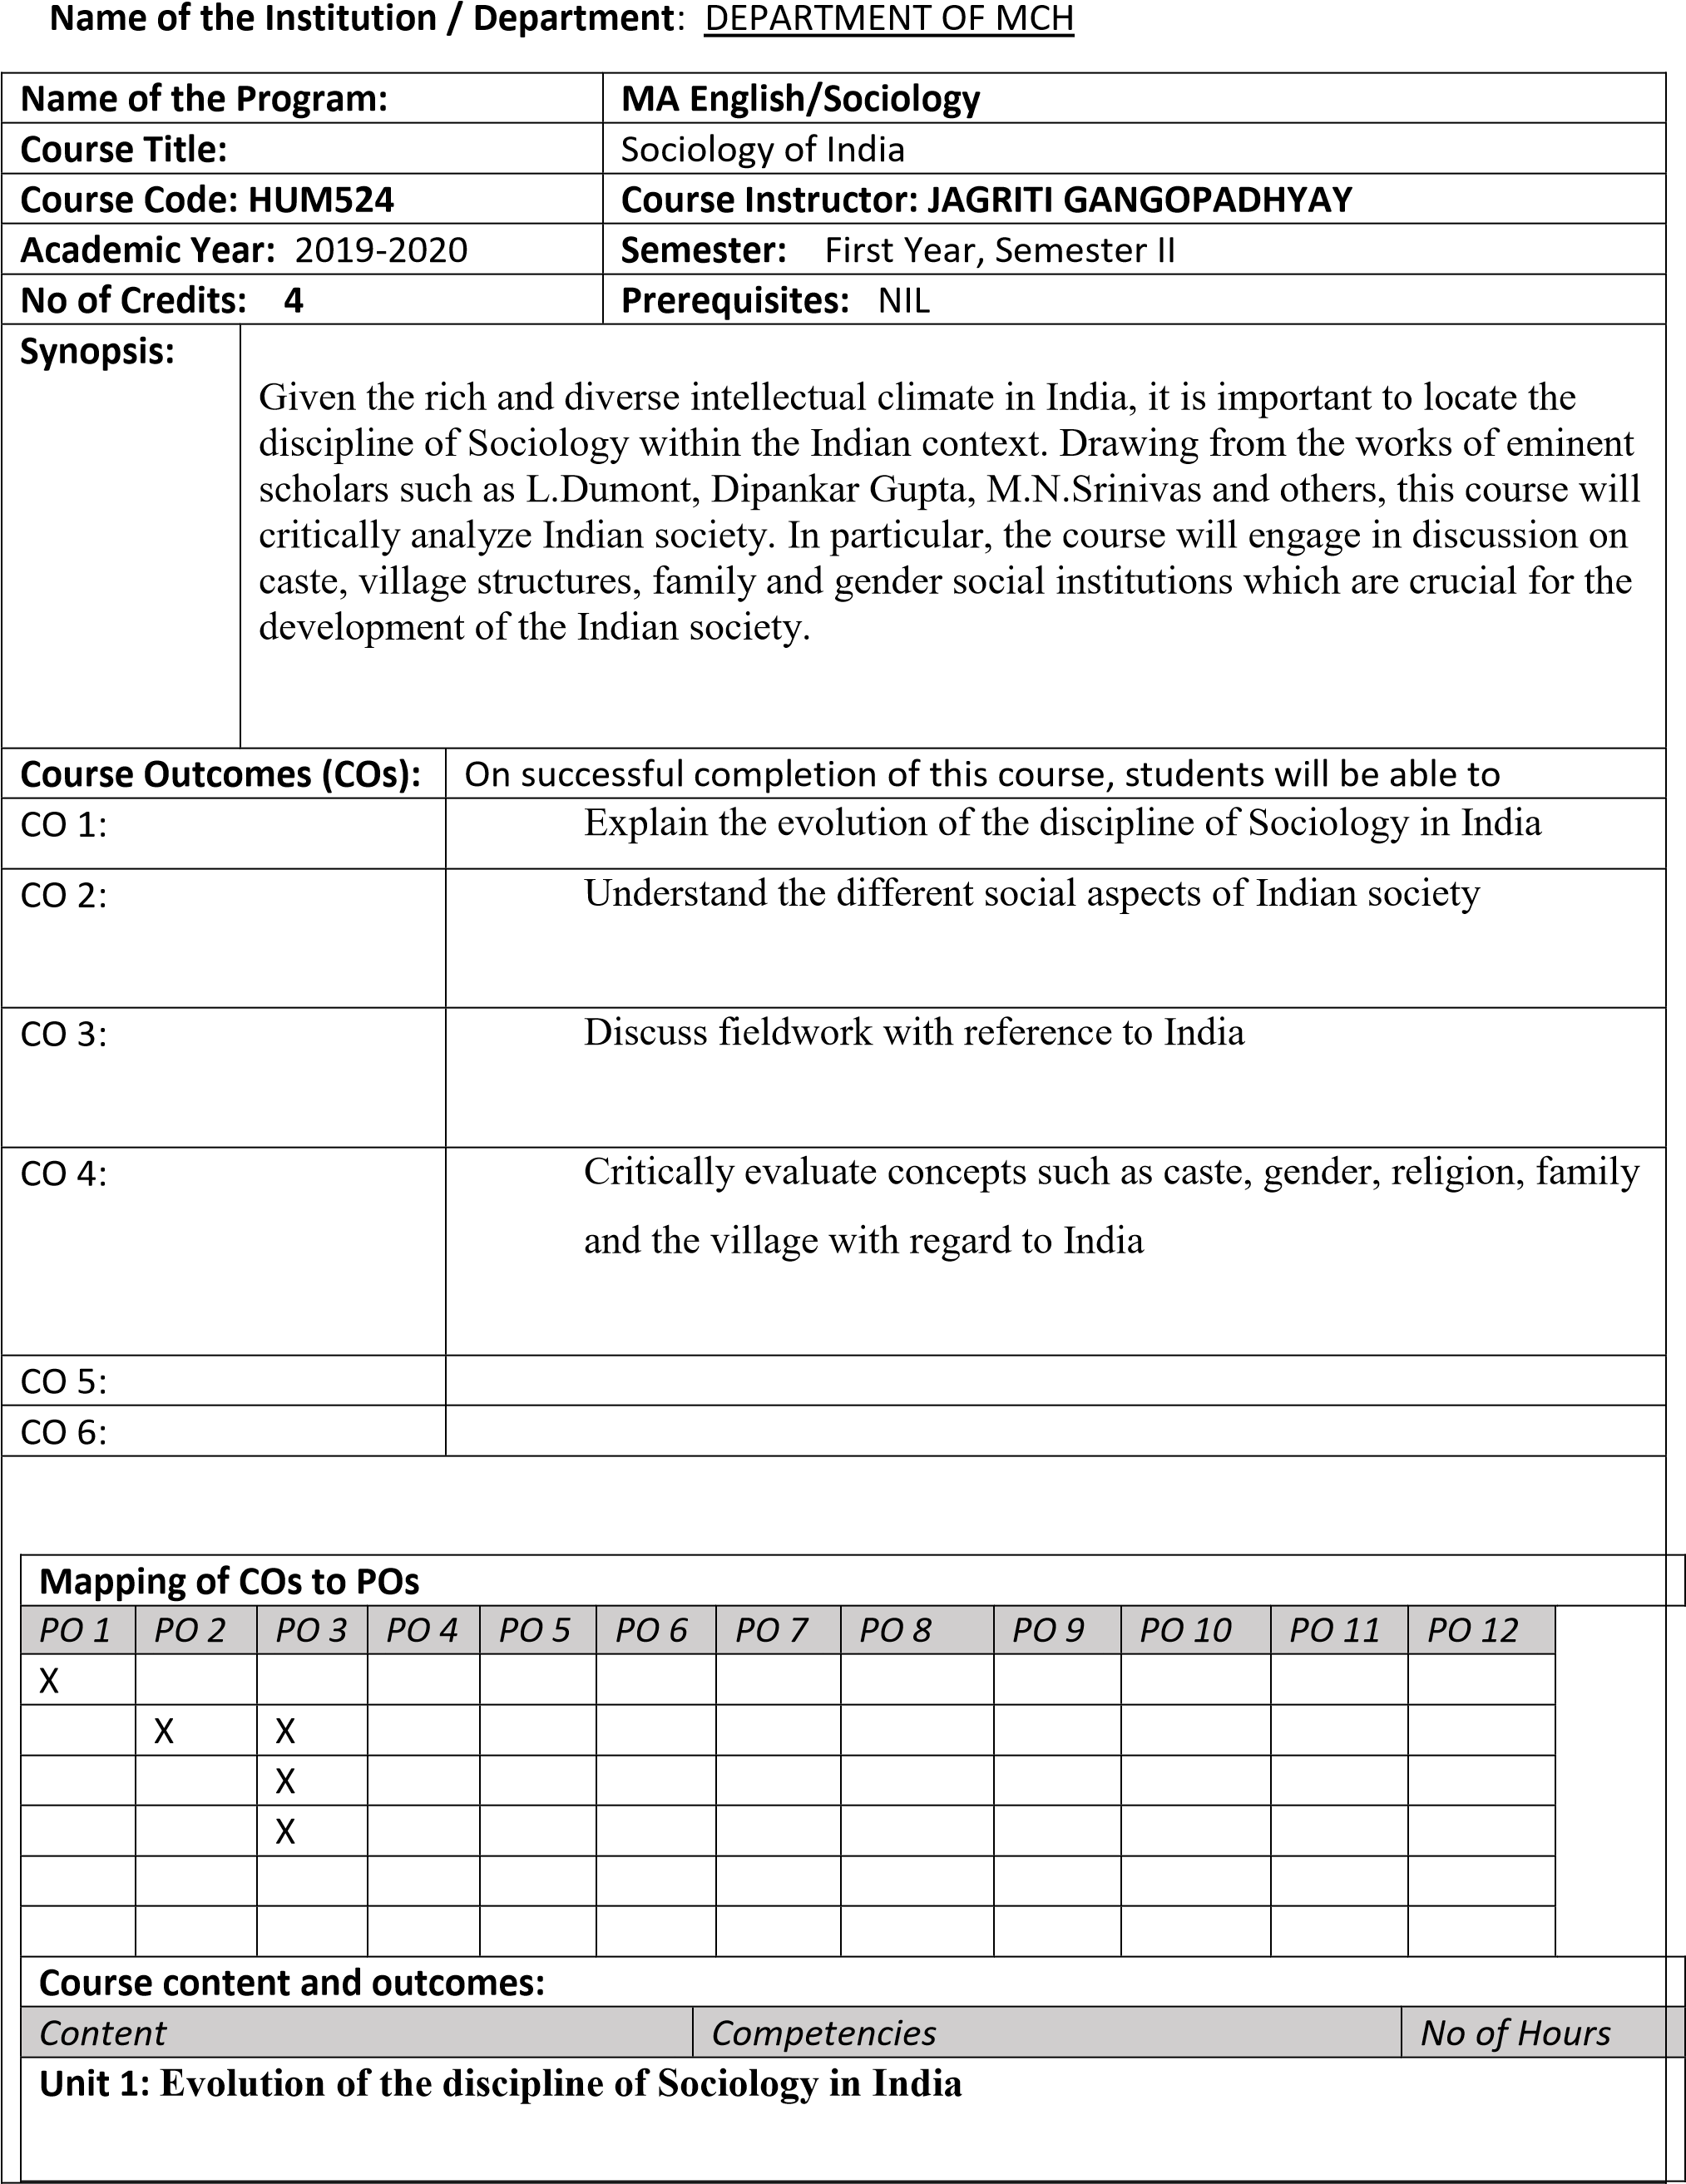 Name of the Institution / Department: DEPARTMENT OF MCH
Name of the Program: MA English/Sociology
Course Title: Sociology of India
Course Code: HUM524 Course Instructor: JAGRITI GANGOPADHYAY
Academic Year: 2019-2020 Semester: First Year, Semester II
No of Credits: 4 Prerequisites: NIL
Synopsis:
Given the rich and diverse intellectual climate in India, it is important to locate the
discipline of Sociology within the Indian context. Drawing from the works of eminent
scholars such as L.Dumont, Dipankar Gupta, M.N.Srinivas and others, this course will
critically analyze Indian society. In particular, the course will engage in discussion on
caste, village structures, family and gender social institutions which are crucial for the
development of the Indian society.
Course Outcomes (COs): On successful completion of this course, students will be able to
CO 1: Explain the evolution of the discipline of Sociology in India
CO 2: Understand the different social aspects of Indian society
CO 3: Discuss fieldwork with reference to India
CO 4: Critically evaluate concepts such as caste, gender, religion, family
and the village with regard to India
CO 5:
CO 6:
Mapping of COs to POs
PO 1 PO 2 PO 3 PO 4 PO 5 PO 6 PO 7 PO 8 PO 9 PO 10 PO 11 PO 12
X
X X
X
X
Course content and outcomes:
Content Competencies No of Hours
Unit 1: Evolution of the discipline of Sociology in India